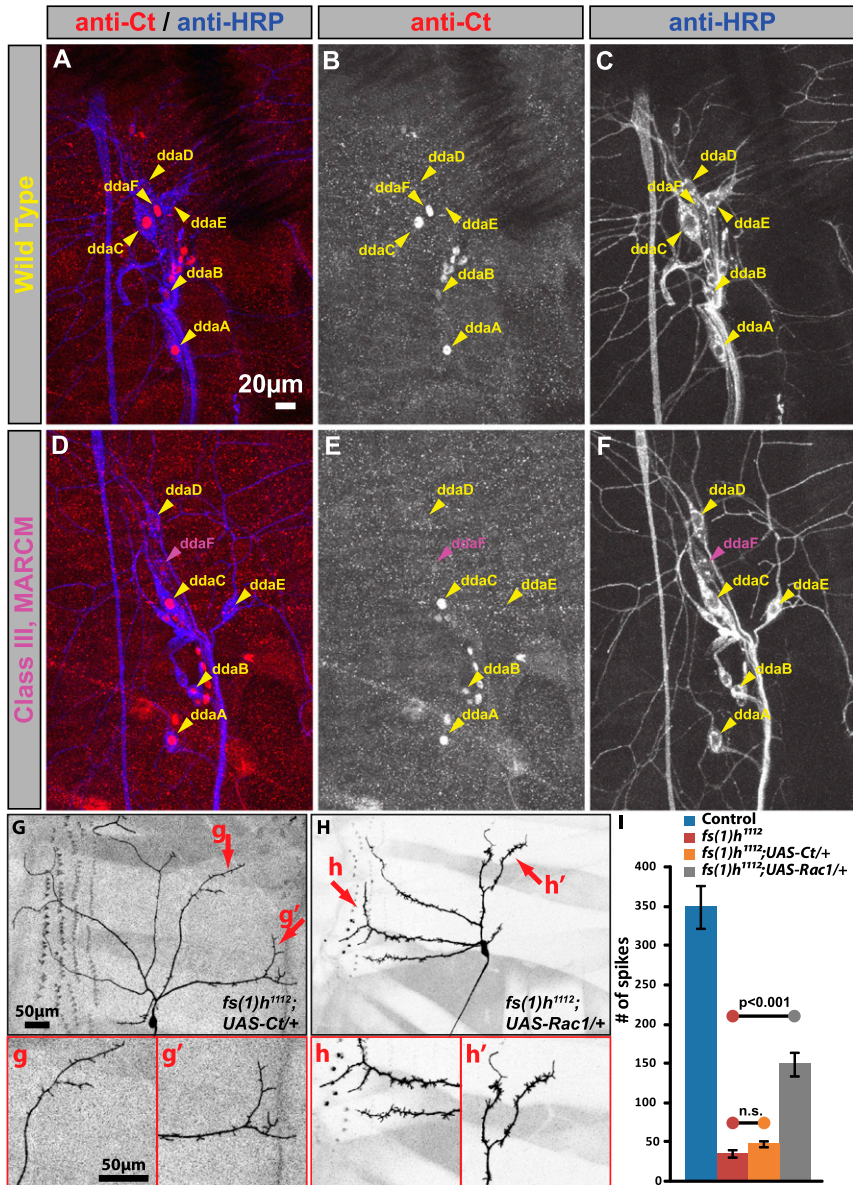 anti-Ct / anti-HRP
anti-Ct
anti-HRP
Wild Type
A
ddaD
ddaF
ddaE
ddaC
ddaB
ddaA
20µm
B
ddaD
ddaF
ddaE
ddaC
ddaB
ddaA
C
ddaD
ddaF
ddaE
ddaC
ddaB
ddaA
Class III, MARCM
D
ddaD
ddaF
ddaC
ddaE
ddaB
ddaA
E
ddaD
ddaF
ddaC
ddaE
ddaB
ddaA
F
ddaD
ddaF
ddaC
ddaE
ddaB
ddaA
G
g
g'
50µm
fs(1)h¹¹¹²;
UAS-Ct/+
H
h
h'
fs(1)h¹¹¹²;
UAS-Rac1/+
g
g'
50µm
h
h'
I
Control
fs(1)h¹¹¹²
fs(1)h¹¹¹²;UAS-Ct/+
fs(1)h¹¹¹²;UAS-Rac1/+
# of spikes
400
350
300
250
200
150
100
50
0
p<0.001
n.s.